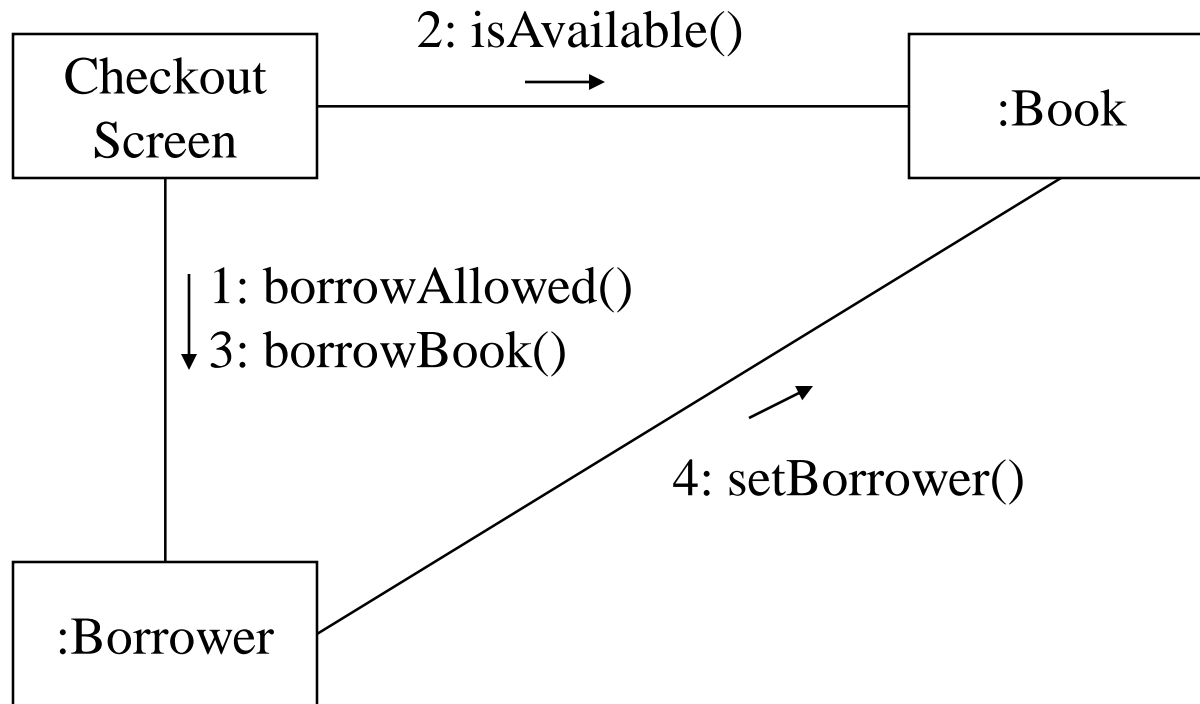 2: isAvailable()
Checkout
Screen
:Book
1: borrowAllowed()
3: borrowBook()
4: setBorrower()
:Borrower